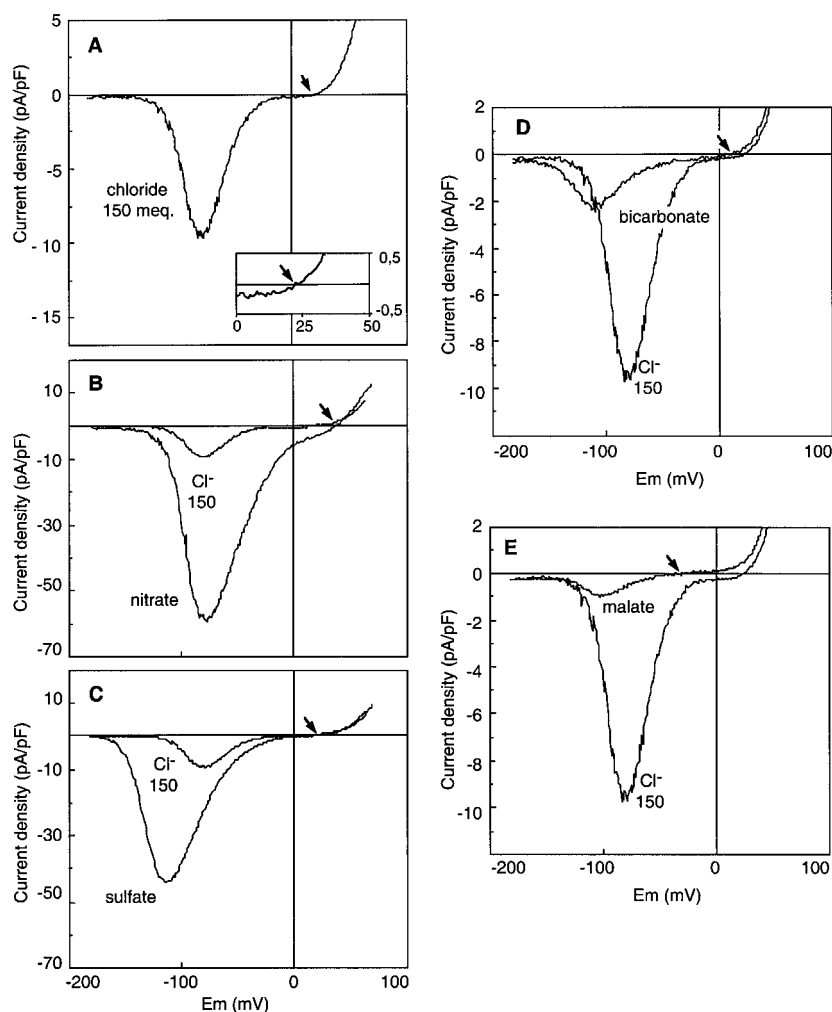 A
Current density (pA/pF)
5
0
-5
- 10
- 15
chloride
150 meq.
0,5
-0,5
0
25
50
B
Current density (pA/pF)
10
-10
-30
-50
-70
Cl-
150
nitrate
C
Current density (pA/pF)
10
-10
-30
-50
-70
Cl-
150
sulfate
-200
-100
0
100
Em (mV)
D
Current density (pA/pF)
2
0
-2
-4
-6
-8
-10
bicarbonate
Cl-
150
-200
-100
0
100
Em (mV)
E
Current density (pA/pF)
2
0
-2
-4
-6
-8
-10
malate
Cl-
150
-200
-100
0
100
Em (mV)